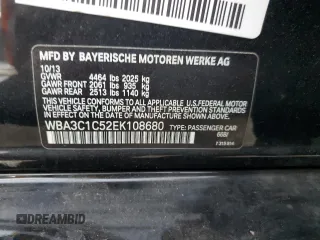 MFD BY BAYERISCHE MOTOREN WERKE AG
10/13
GVWR 4464 lbs 2025 kg
GAWR FRONT 2061 lbs 935 kg
GAWR REAR 2513 lbs 1140 kg
THIS VEHICLE CONFORMS TO ALL APPLICABLE U.S. FEDERAL
MOTOR VEHICLE SAFETY, BUMPER AND THEFT PREVENTION
STANDARDS IN EFFECT ON THE DATE OF MANUFACTURE
SHOWN ABOVE.
WBA3C1C52EK108680 TYPE: PASSENGER CAR
DREAMBID